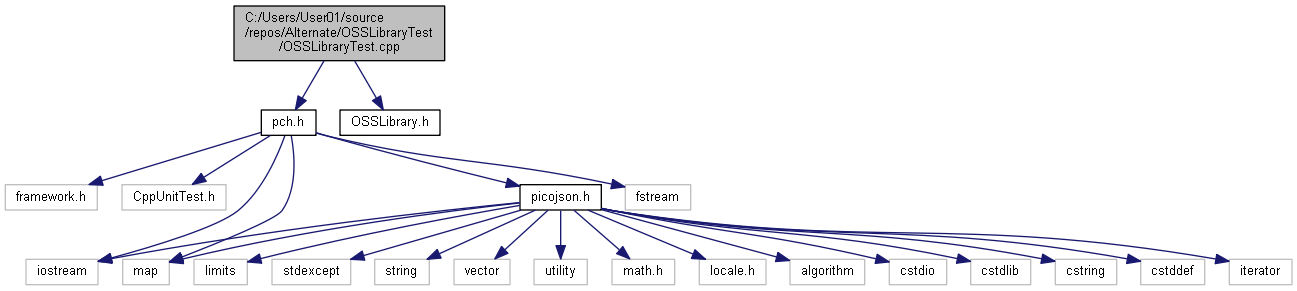 C:/Users/User01/source
/repos/Alternate/OSSLibraryTest
/OSSLibraryTest.cpp
pch.h
OSSLibrary.h
framework.h
CppUnitTest.h
picojson.h
fstream
iostream
map
limits
stdexcept
string
vector
utility
math.h
locale.h
algorithm
cstdio
cstdlib
cstring
cstddef
iterator